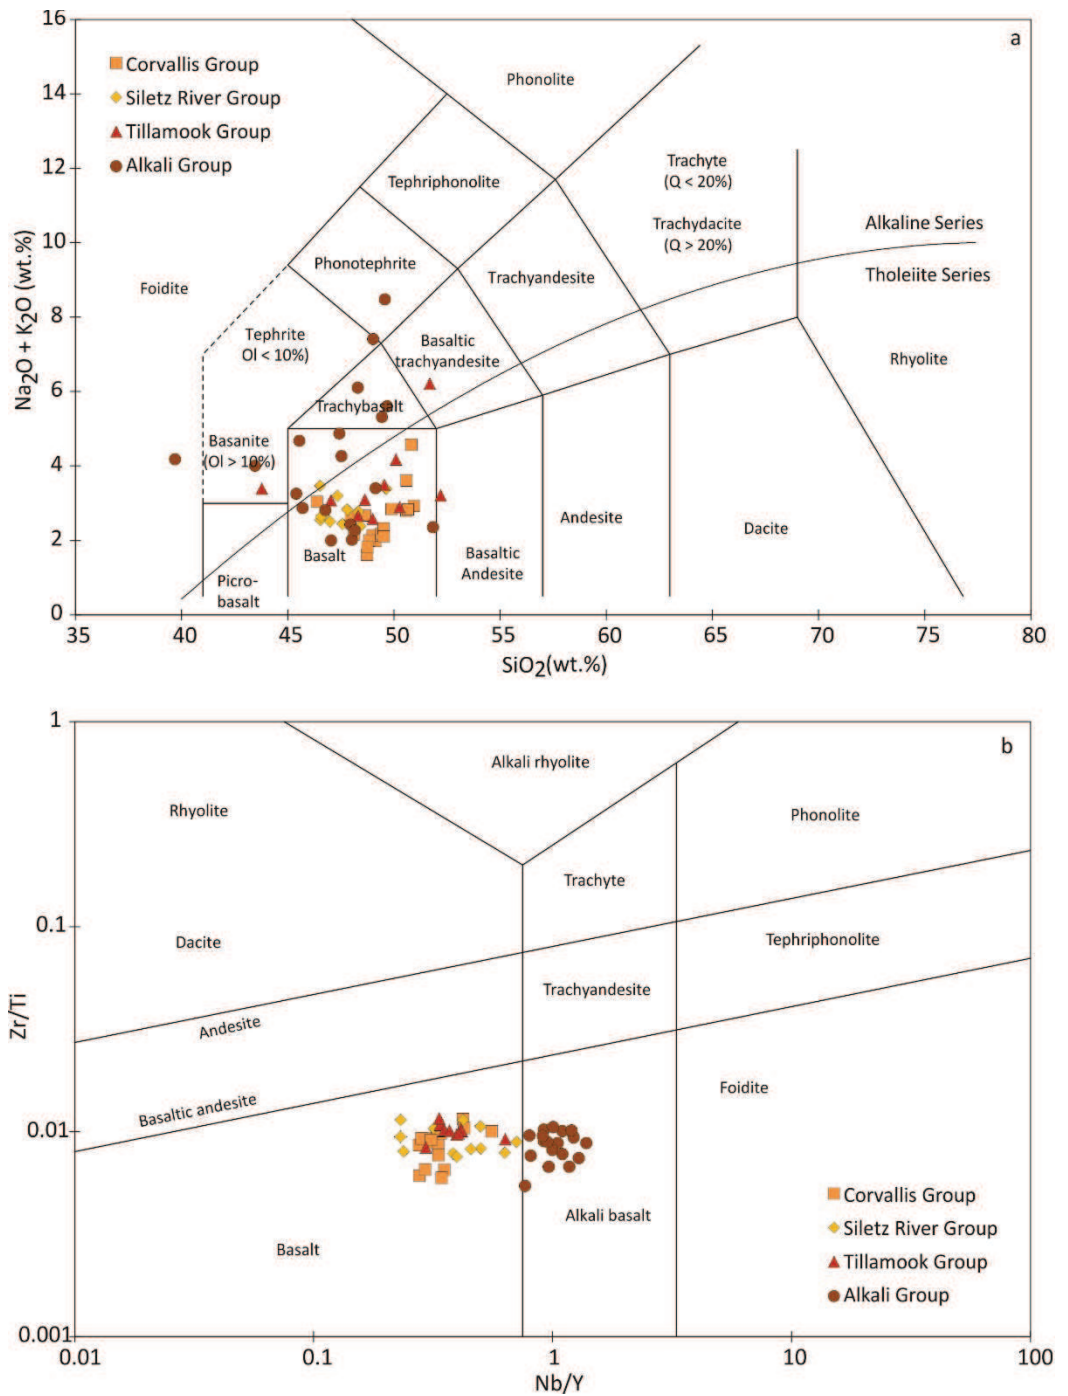 a
16
14
12
10
8
6
4
2
0
Na2O + K2O (wt.%)
Corvallis Group
Siletz River Group
Tillamook Group
Alkali Group
Phonolite
Tephriphonolite
Trachyte
(Q < 20%)
Trachydacite
(Q > 20%)
Alkaline Series
Tholeiite Series
Phonotephrite
Trachyandesite
Foidite
Tephrite
Ol < 10%)
Basaltic
trachyandesite
Rhyolite
Trachybasalt
Basanite
(Ol > 10%)
Andesite
Dacite
Basalt
Basaltic
Andesite
Picro-
basalt
35
40
45
50
55
60
65
70
75
80
SiO2(wt.%)
b
1
0.1
0.01
0.001
Zr/Ti
Alkali rhyolite
Rhyolite
Phonolite
Trachyte
Dacite
Tephriphonolite
Trachyandesite
Andesite
Basaltic andesite
Foidite
Alkali basalt
Basalt
Corvallis Group
Siletz River Group
Tillamook Group
Alkali Group
0.01
0.1
1
10
100
Nb/Y